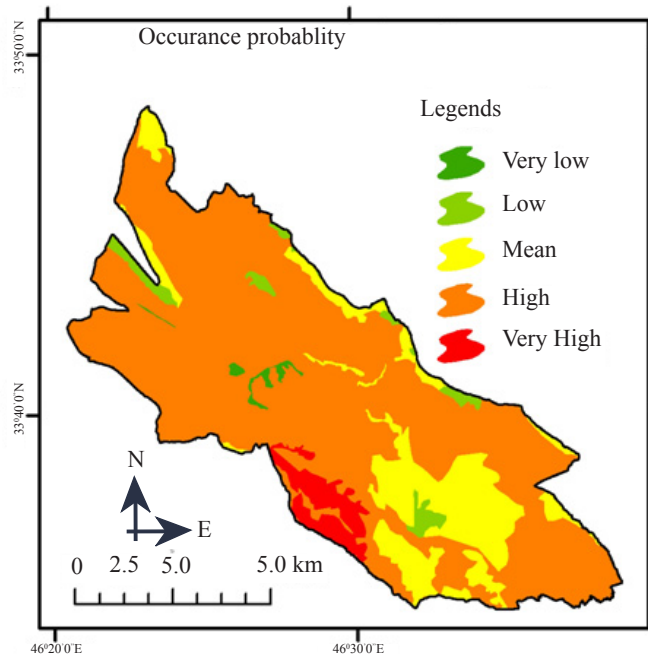 Occurance probablity
33°50'0"N
Legends
Very low
Low
Mean
High
Very High
33°40'0"N
N
E
0 2.5 5.0 5.0 km
46°20'0"E
46°30'0"E